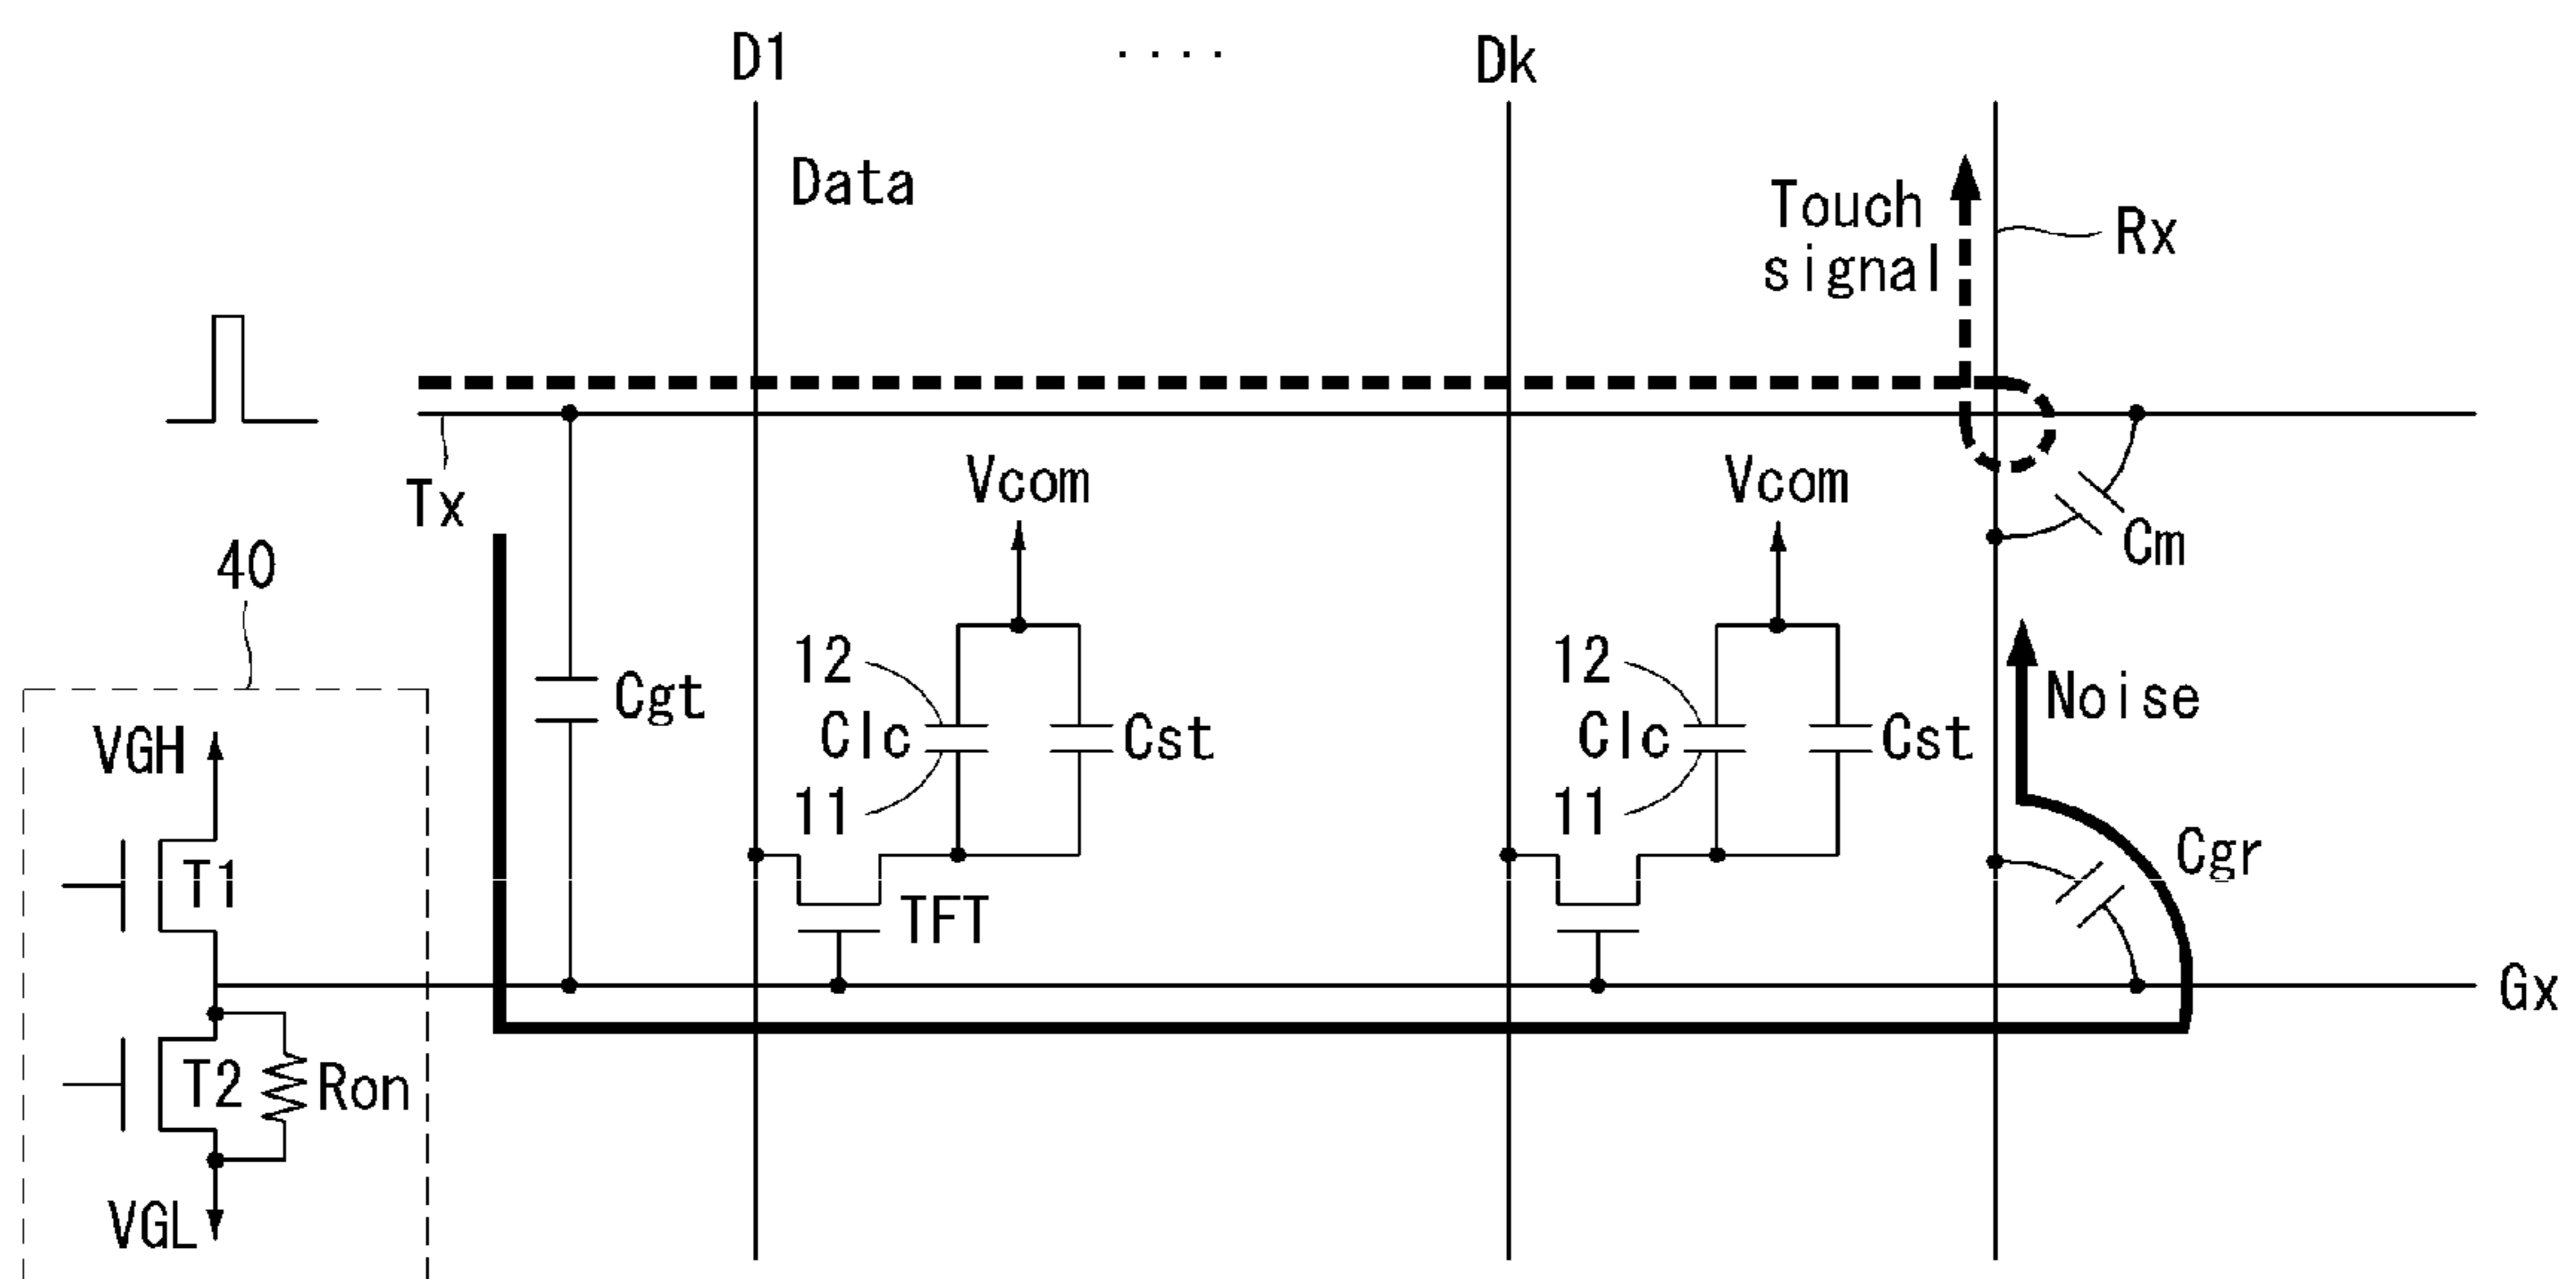 D1
. . . .
Dk
Data
Touch
signal
Rx
Tx
Vcom
Vcom
Cm
40
12
Clc
11
Cst
12
Clc
11
Cst
Cgt
Noise
VGH
T1
TFT
Cgr
Gx
T2
Ron
VGL